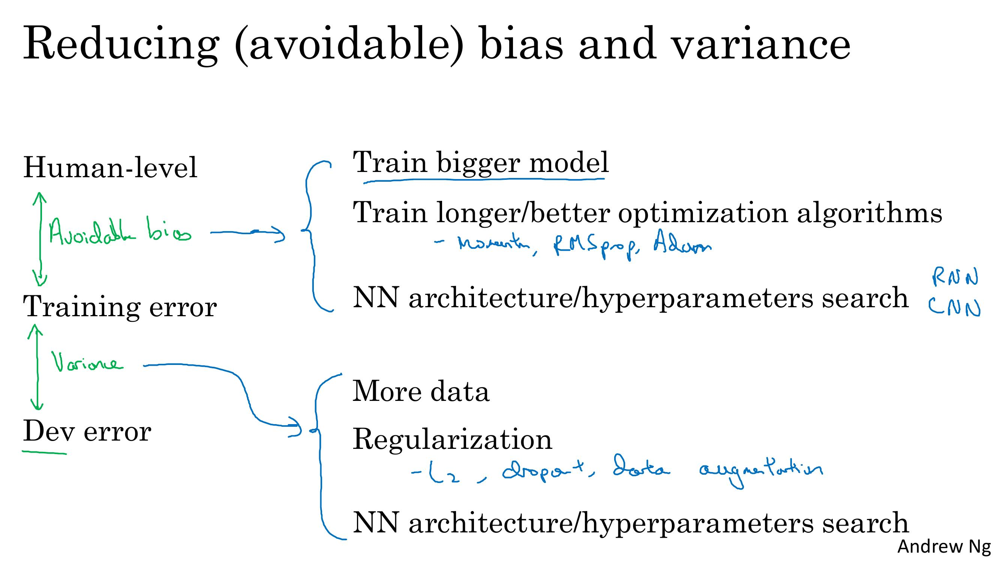 Reducing (avoidable) bias and variance
Human-level
Avoidable bias
Training error
Variance
Dev error
Train bigger model
Train longer/better optimization algorithms
- momentum, RMSprop, Adam
NN architecture/hyperparameters search
RNN
CNN
More data
Regularization
- L2, dropout, data augmentation
NN architecture/hyperparameters search
Andrew Ng